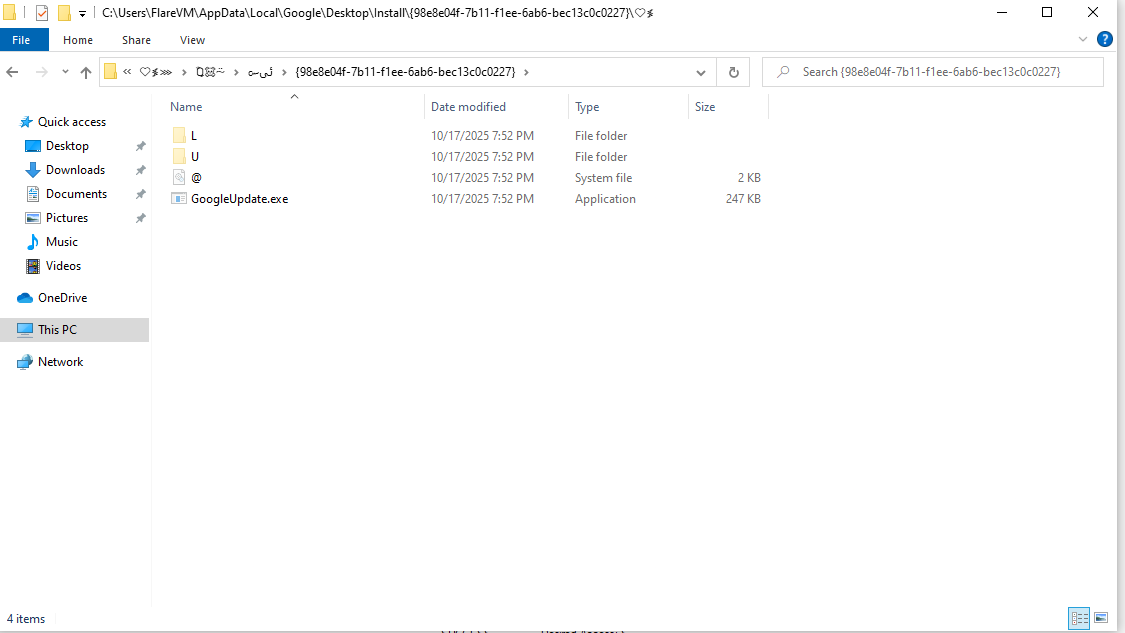 C:\Users\FlareVM\AppData\Local\Google\Desktop\Install\{98e8e04f-7b11-f1ee-6ab6-bec13c0c0227}\
File Home Share View
{98e8e04f-7b11-f1ee-6ab6-bec13c0c0227}
Search {98e8e04f-7b11-f1ee-6ab6-bec13c0c0227}
Name Date modified Type Size
Quick access
Desktop
Downloads
Documents
Pictures
Music
Videos
OneDrive
This PC
Network
L 10/17/2025 7:52 PM File folder
U 10/17/2025 7:52 PM File folder
@ 10/17/2025 7:52 PM System file 2 KB
GoogleUpdate.exe 10/17/2025 7:52 PM Application 247 KB
4 items